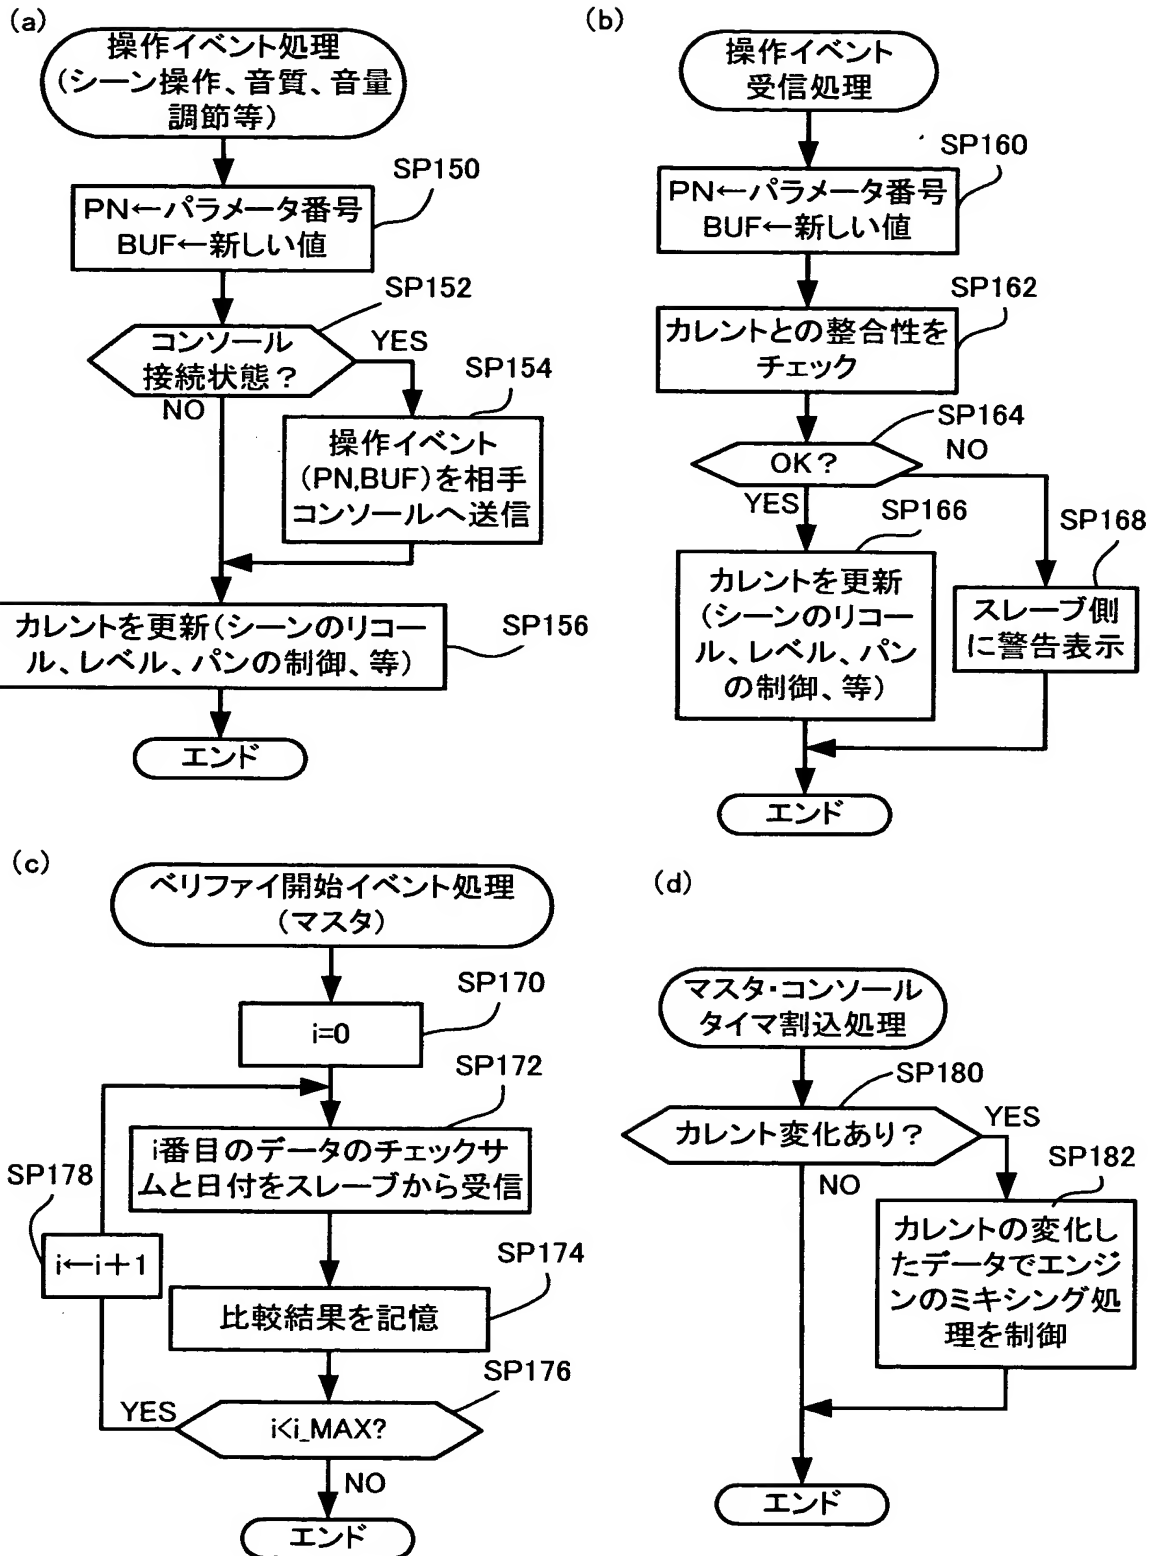 (a)
操作イベント処理
(シーン操作、音質、音量
調節等)
SP150
PN←パラメータ番号
BUF←新しい値
SP152
コンソール
接続状態?
YES
NO
SP154
操作イベント
(PN,BUF)を相手
コンソールへ送信
カレントを更新(シーンのリコー
ル、レベル、パンの制御、等)
SP156
エンド
(b)
操作イベント
受信処理
SP160
PN←パラメータ番号
BUF←新しい値
SP162
カレントとの整合性を
チェック
SP164
OK?
NO
YES
SP166
カレントを更新
(シーンのリコー
ル、レベル、パン
の制御、等)
SP168
スレーブ側
に警告表示
エンド
(c)
ベリファイ開始イベント処理
(マスタ)
SP170
i=0
SP172
i番目のデータのチェックサ
ムと日付をスレーブから受信
SP178
i←i+1
SP174
比較結果を記憶
SP176
YES
i<i_MAX?
NO
エンド
(d)
マスタ・コンソール
タイマ割込処理
SP180
カレント変化あり?
YES
NO
SP182
カレントの変化し
たデータでエンジ
ンのミキシング処
理を制御
エンド